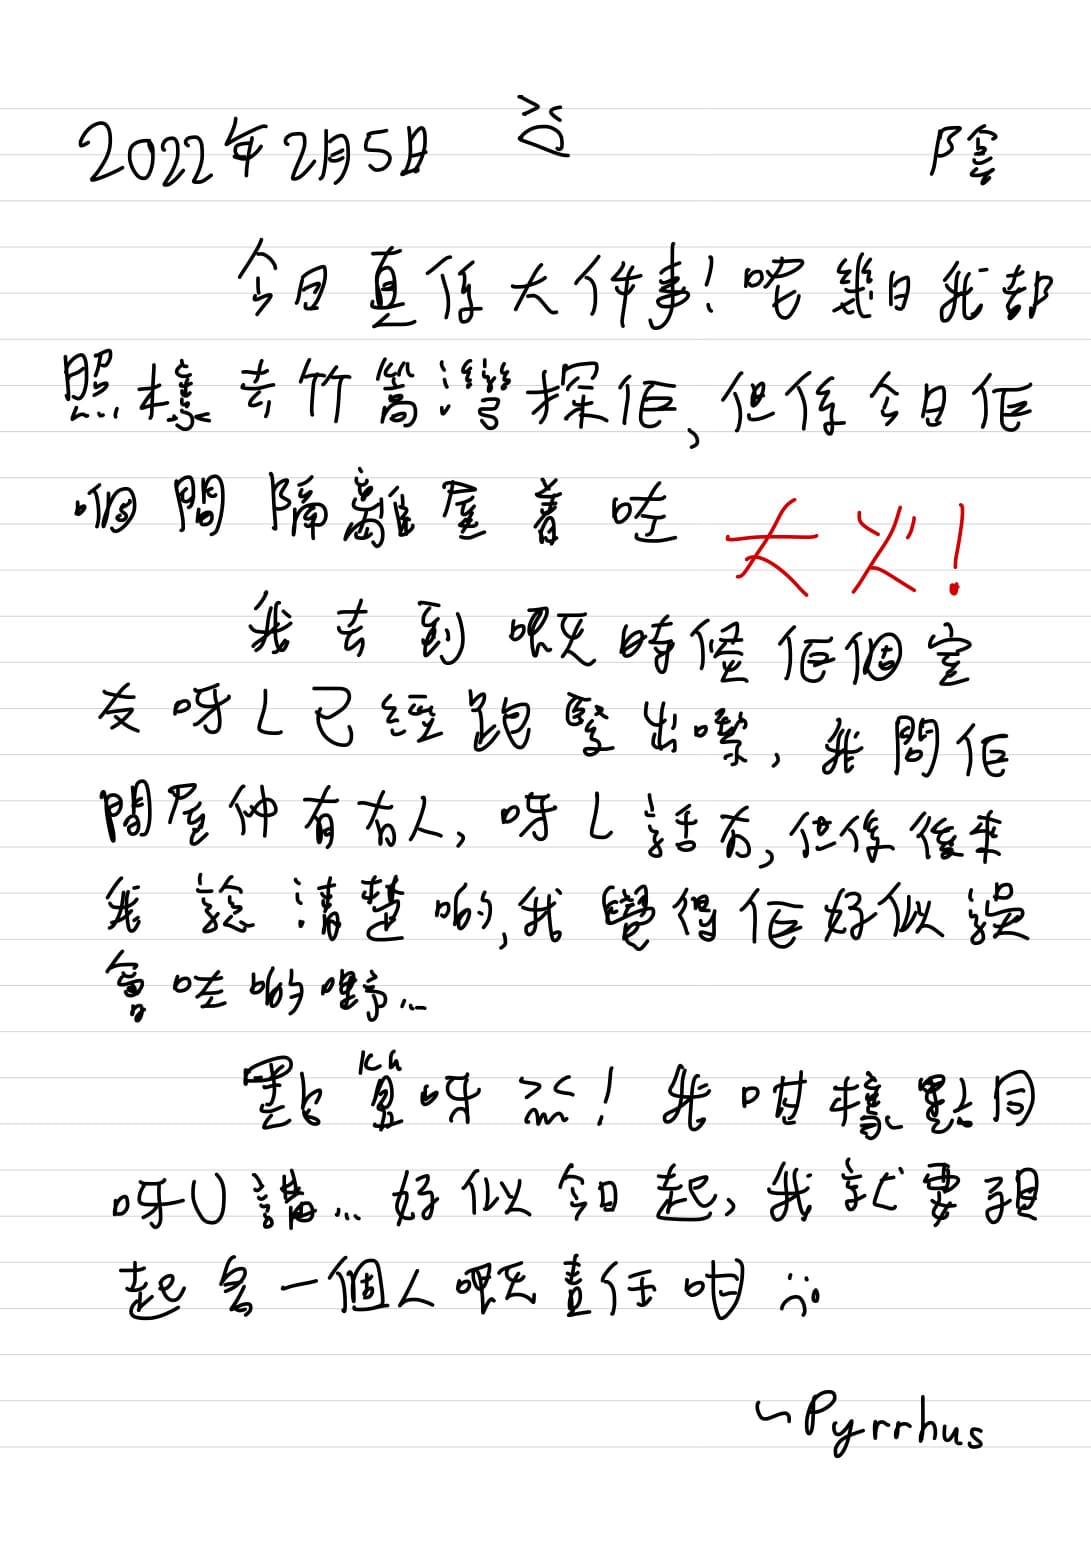 2022年2月5日 陰
今日真係大件事！呢幾日我都
照樣去竹篙灣探佢，但係今日佢
嗰間隔離屋着咗大火！
我去到嘅時候佢個室
友呀L已經跑緊出嚟，我問佢
間屋仲有冇人，呀L話冇，但係後來
我諗清楚啲，我覺得佢好似誤
會咗啲嘢...
點算呀！我咁樣點同
呀U講...好似今日起，我就要孭
起多一個人嘅責任咁
~Pyrrhus